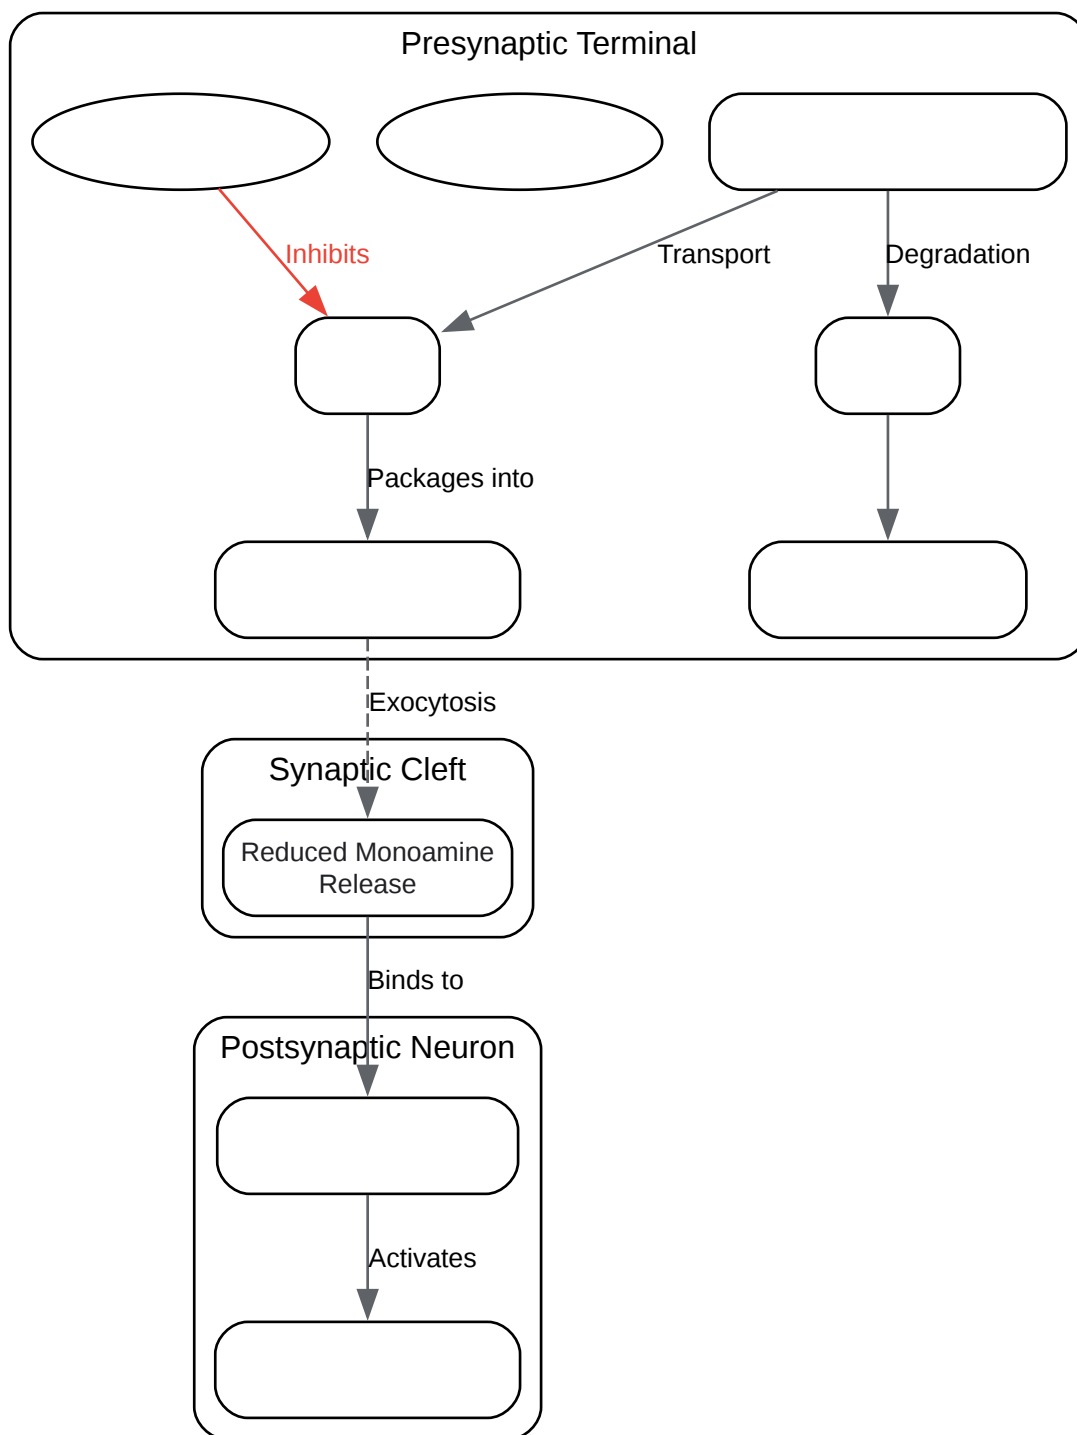 Presynaptic Terminal
Inhibits
Transport
Degradation
Packages into
Exocytosis
Synaptic Cleft
Reduced Monoamine
Release
Binds to
Postsynaptic Neuron
Activates